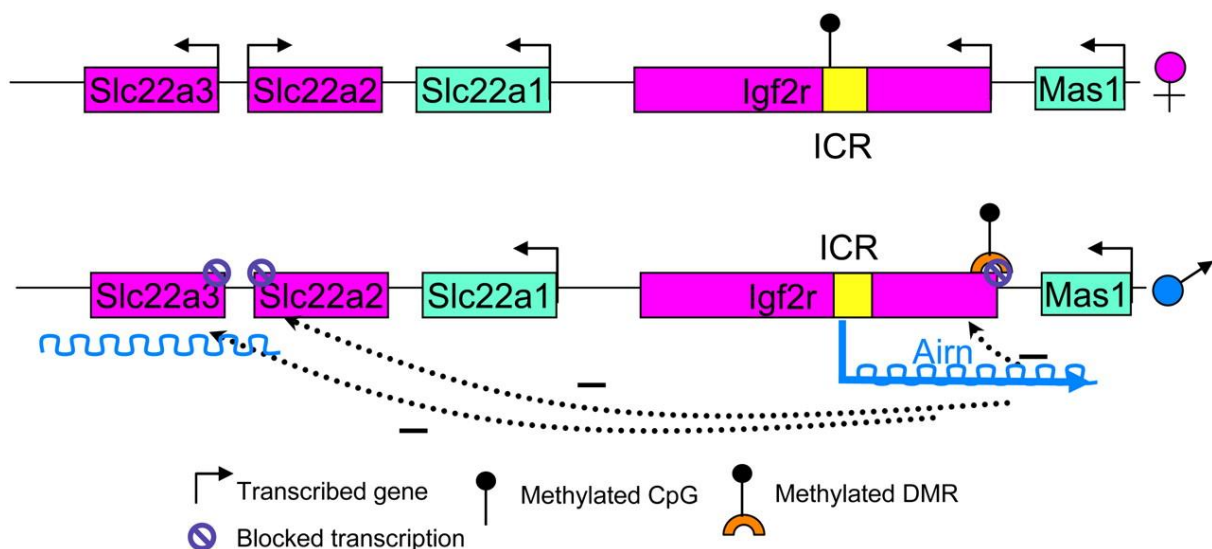 Slc22a3 Slc22a2 Slc22a1 Igf2r Mas1
ICR
ICR
Slc22a3 Slc22a2 Slc22a1 Igf2r Mas1
Airn
Transcribed gene Methylated CpG Methylated DMR
Blocked transcription